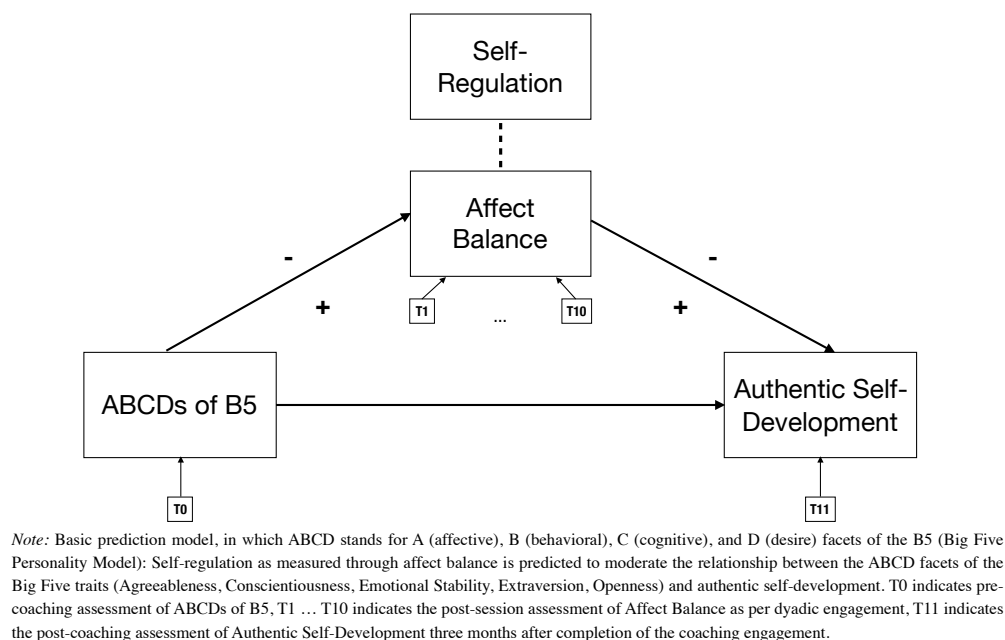 Self-
Regulation
Affect
Balance
-
-
+
+
T1
...
T10
ABCDs of B5
Authentic Self-
Development
T0
T11
Note: Basic prediction model, in which ABCD stands for A (affective), B (behavioral), C (cognitive), and D (desire) facets of the B5 (Big Five
Personality Model): Self-regulation as measured through affect balance is predicted to moderate the relationship between the ABCD facets of the
Big Five traits (Agreeableness, Conscientiousness, Emotional Stability, Extraversion, Openness) and authentic self-development. T0 indicates pre-
coaching assessment of ABCDs of B5, T1 … T10 indicates the post-session assessment of Affect Balance as per dyadic engagement, T11 indicates
the post-coaching assessment of Authentic Self-Development three months after completion of the coaching engagement.